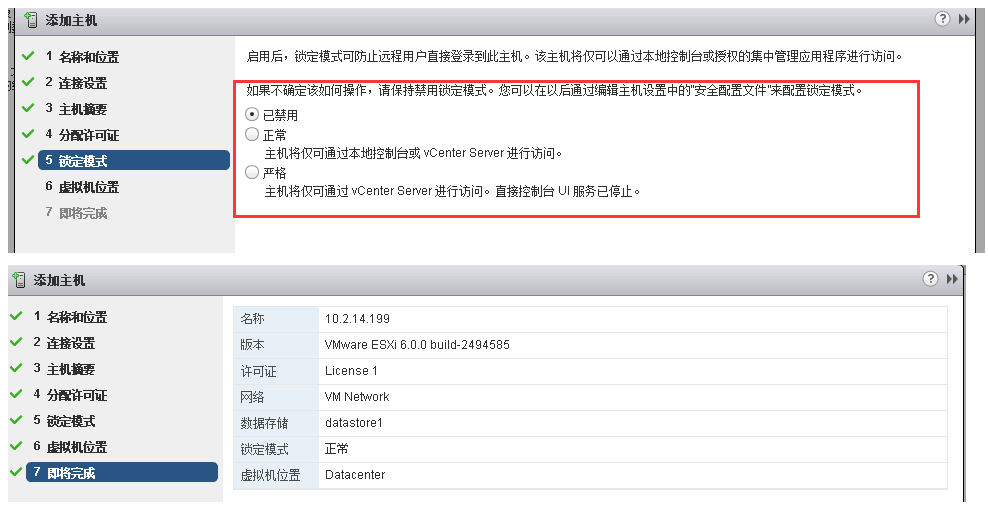 添加主机
1 名称和位置
2 连接设置
3 主机摘要
4 分配许可证
5 锁定模式
6 虚拟机位置
7 即将完成
启用后，锁定模式可防止远程用户直接登录到此主机。该主机将仅可以通过本地控制台或授权的集中管理应用程序进行访问。
如果不确定该如何操作，请保持禁用锁定模式。您可以在以后通过编辑主机设置中的"安全配置文件"来配置锁定模式。
已禁用
正常
主机将仅可通过本地控制台或 vCenter Server 进行访问。
严格
主机将仅可通过 vCenter Server 进行访问。直接控制台 UI 服务已停止。
添加主机
1 名称和位置
2 连接设置
3 主机摘要
4 分配许可证
5 锁定模式
6 虚拟机位置
7 即将完成
名称 10.2.14.199
版本 VMware ESXi 6.0.0 build-2494585
许可证 License 1
网络 VM Network
数据存储 datastore1
锁定模式 正常
虚拟机位置 Datacenter